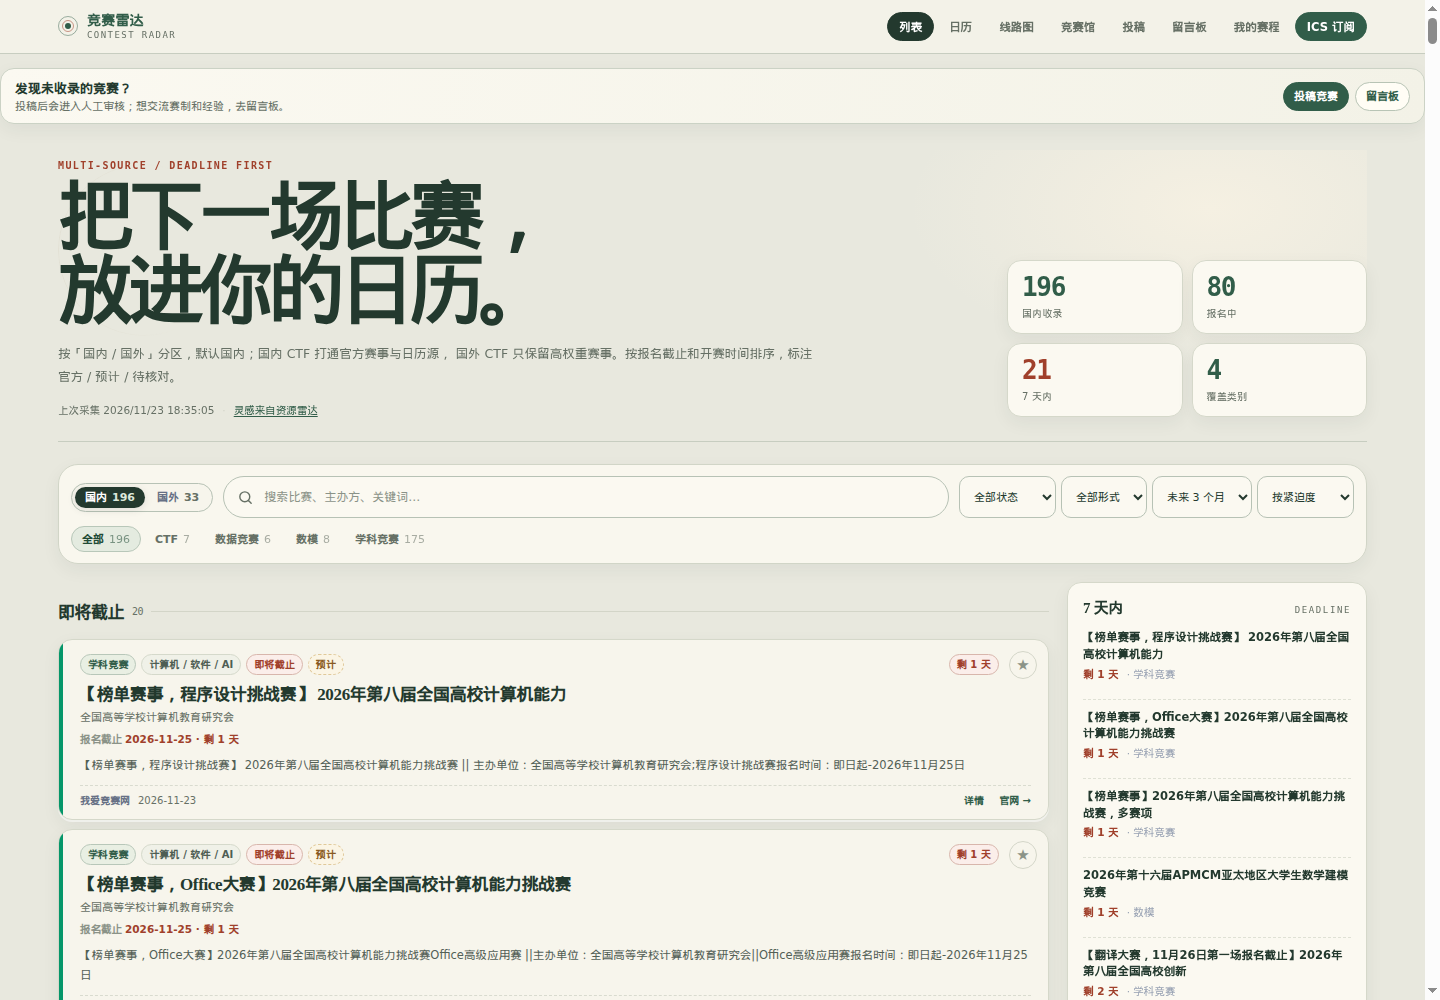 竞赛雷达
CONTEST RADAR
列表
日历
线路图
竞赛馆
投稿
留言板
我的赛程
ICS 订阅
发现未收录的竞赛？
投稿后会进入人工审核；想交流赛制和经验，去留言板。
投稿竞赛
留言板
MULTI-SOURCE / DEADLINE FIRST
把下一场比赛，
放进你的日历。
按「国内 / 国外」分区，默认国内；国内 CTF 打通官方赛事与日历源， 国外 CTF 只保留高权重赛事。按报名截止和开赛时间排序，标注
官方 / 预计 / 待核对。
上次采集 2026/11/23 18:35:05
灵感来自资源雷达
196
国内收录
80
报名中
21
7 天内
4
覆盖类别
国内 196
国外 33
搜索比赛、主办方、关键词...
全部状态
全部形式
未来 3 个月
按紧迫度
全部 196
CTF 7
数据竞赛 6
数模 8
学科竞赛 175
即将截止 20
学科竞赛
计算机 / 软件 / AI
即将截止
预计
剩 1 天
★
【榜单赛事，程序设计挑战赛】 2026年第八届全国高校计算机能力
全国高等学校计算机教育研究会
报名截止 2026-11-25 · 剩 1 天
【榜单赛事，程序设计挑战赛】 2026年第八届全国高校计算机能力挑战赛 || 主办单位：全国高等学校计算机教育研究会;程序设计挑战赛报名时间：即日起-2026年11月25日
我爱竞赛网 2026-11-23
详情
官网 →
学科竞赛
计算机 / 软件 / AI
即将截止
预计
剩 1 天
★
【榜单赛事，Office大赛】2026年第八届全国高校计算机能力挑战赛
全国高等学校计算机教育研究会
报名截止 2026-11-25 · 剩 1 天
【榜单赛事，Office大赛】2026年第八届全国高校计算机能力挑战赛Office高级应用赛 ||主办单位：全国高等学校计算机教育研究会||Office高级应用赛报名时间：即日起-2026年11月25
日
7 天内
DEADLINE
【榜单赛事，程序设计挑战赛】 2026年第八届全国
高校计算机能力
剩 1 天 · 学科竞赛
【榜单赛事，Office大赛】2026年第八届全国高校
计算机能力挑战赛
剩 1 天 · 学科竞赛
【榜单赛事】2026年第八届全国高校计算机能力挑
战赛，多赛项
剩 1 天 · 学科竞赛
2026年第十六届APMCM亚太地区大学生数学建模
竞赛
剩 1 天 · 数模
【翻译大赛，11月26日第一场报名截止】2026年
第八届全国高校创新
剩 2 天 · 学科竞赛